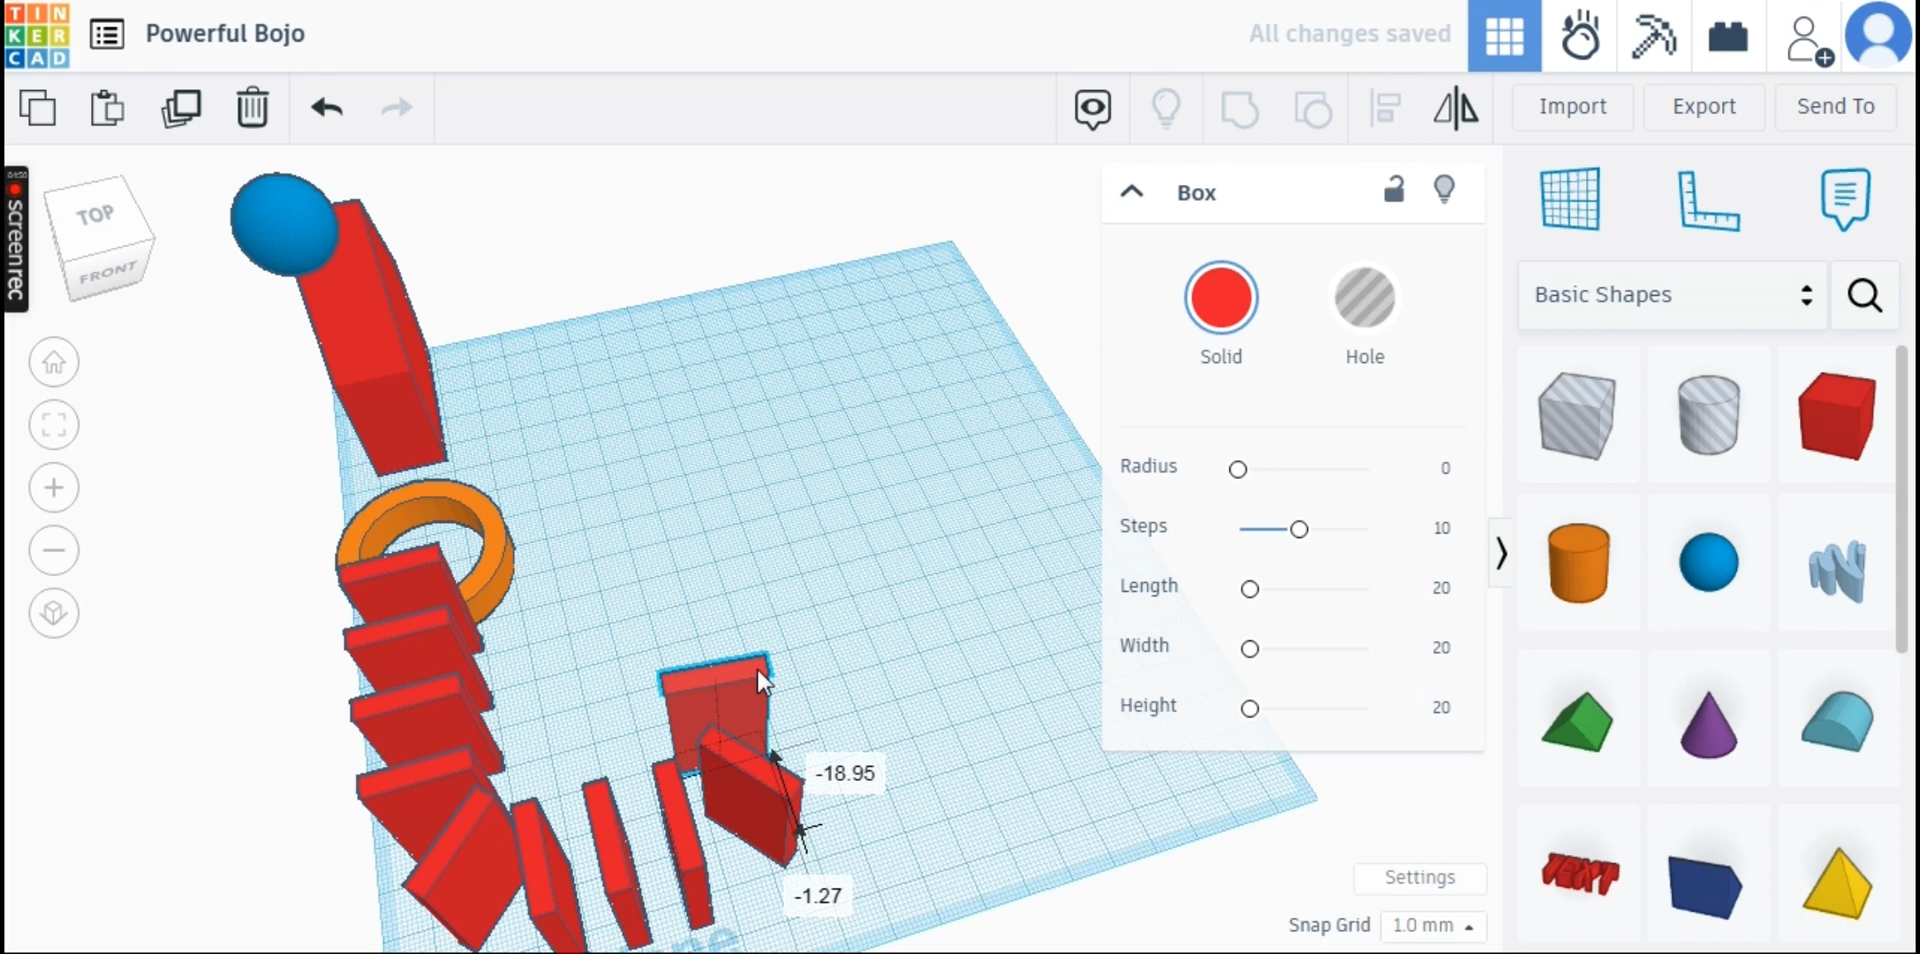 TIN
KER
CAD
Powerful Bojo
All changes saved
Import
Export
Send To
screenrec
TOP
FRONT
Box
Solid
Hole
Radius 0
Steps 10
Length 20
Width 20
Height 20
Basic Shapes
TEXT
-18.95
-1.27
Settings
Snap Grid 1.0 mm